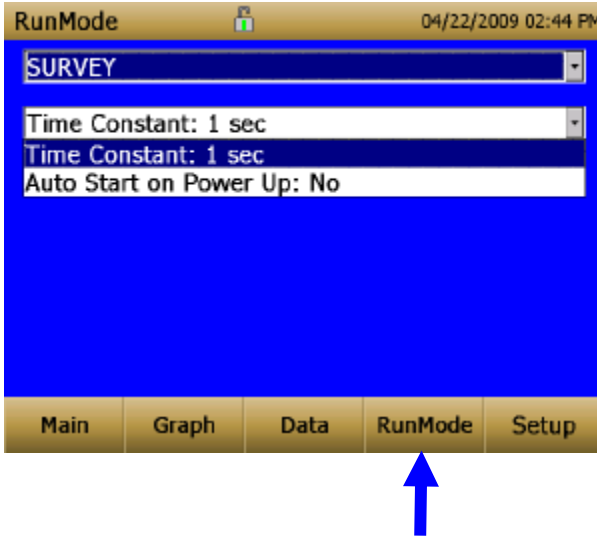 RunMode 04/22/2009 02:44 PM
SURVEY
Time Constant: 1 sec
Time Constant: 1 sec
Auto Start on Power Up: No
Main Graph Data RunMode Setup